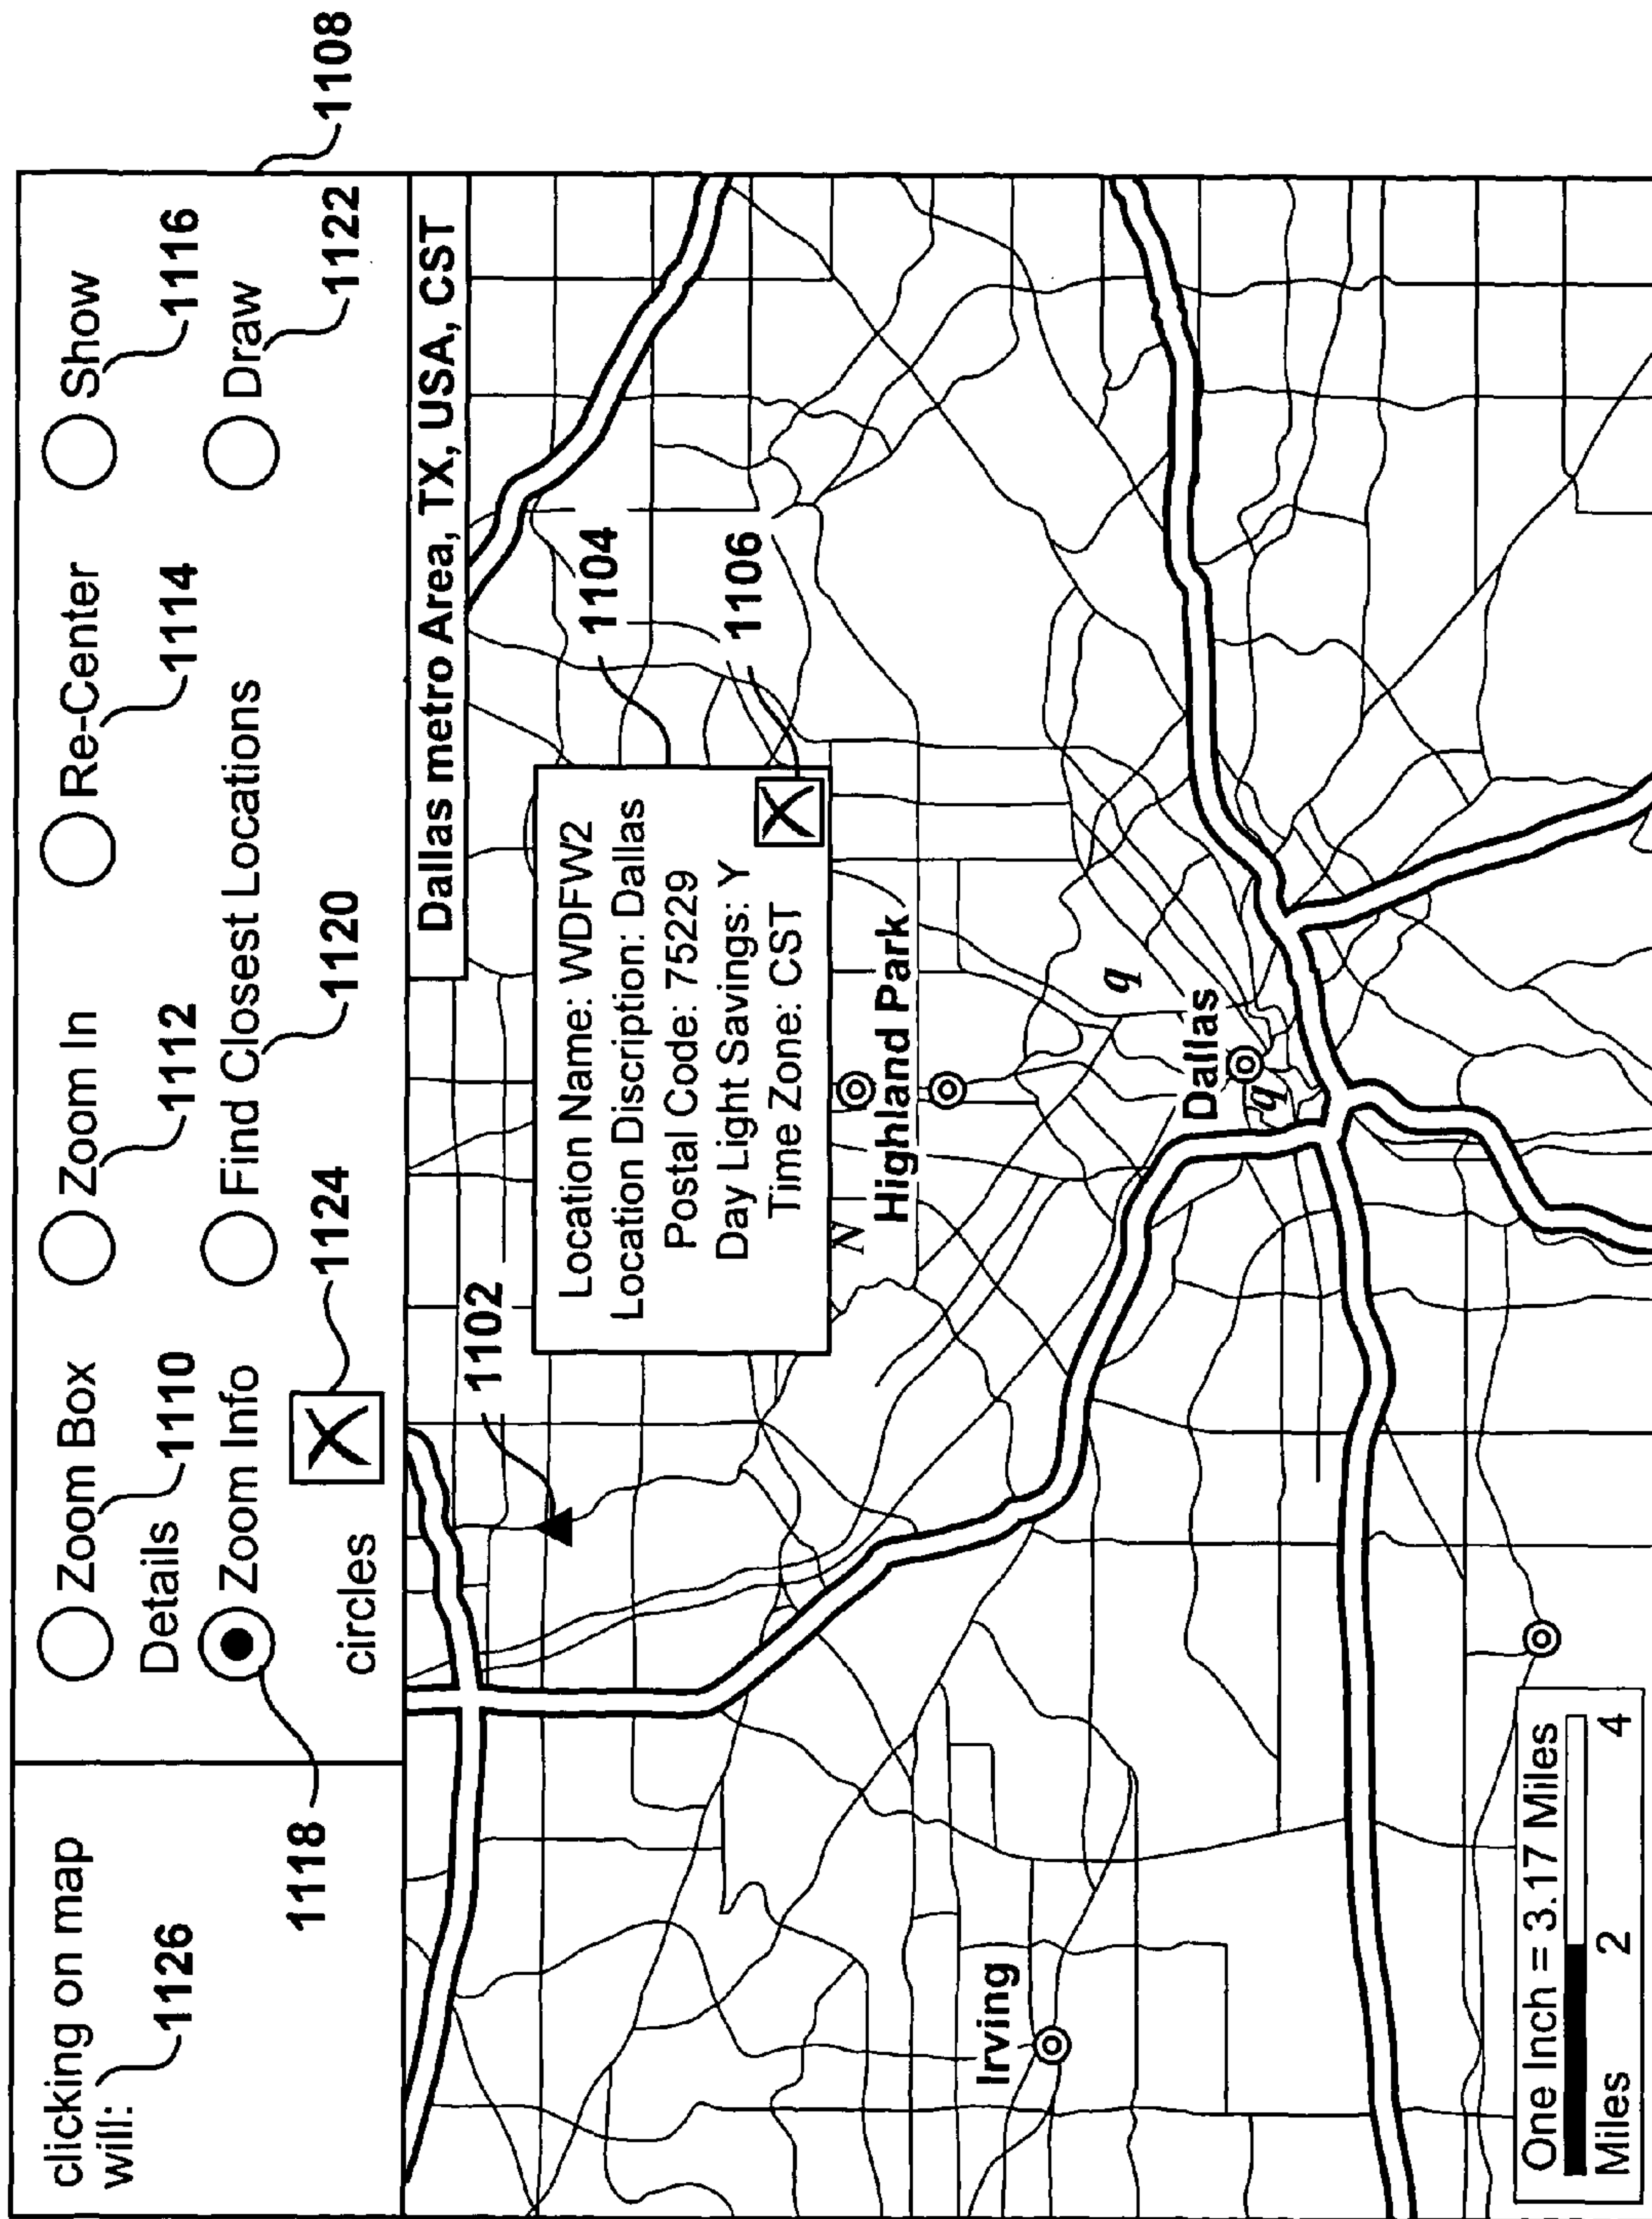 clicking on map
will:
1126
Zoom Box
Zoom In
Re-Center
Show
Details
1110
1112
1114
1116
Zoom Info
Find Closest Locations
Draw
1118
circles
1124
1120
1122
1108
Dallas metro Area, TX, USA, CST
1102
Location Name: WDFW2
Location Discription: Dallas
Postal Code: 75229
Day Light Savings: Y
Time Zone: CST
1104
1106
N
Highland Park
Irving
q
Dallas
q
One Inch = 3.17 Miles
Miles 2 4